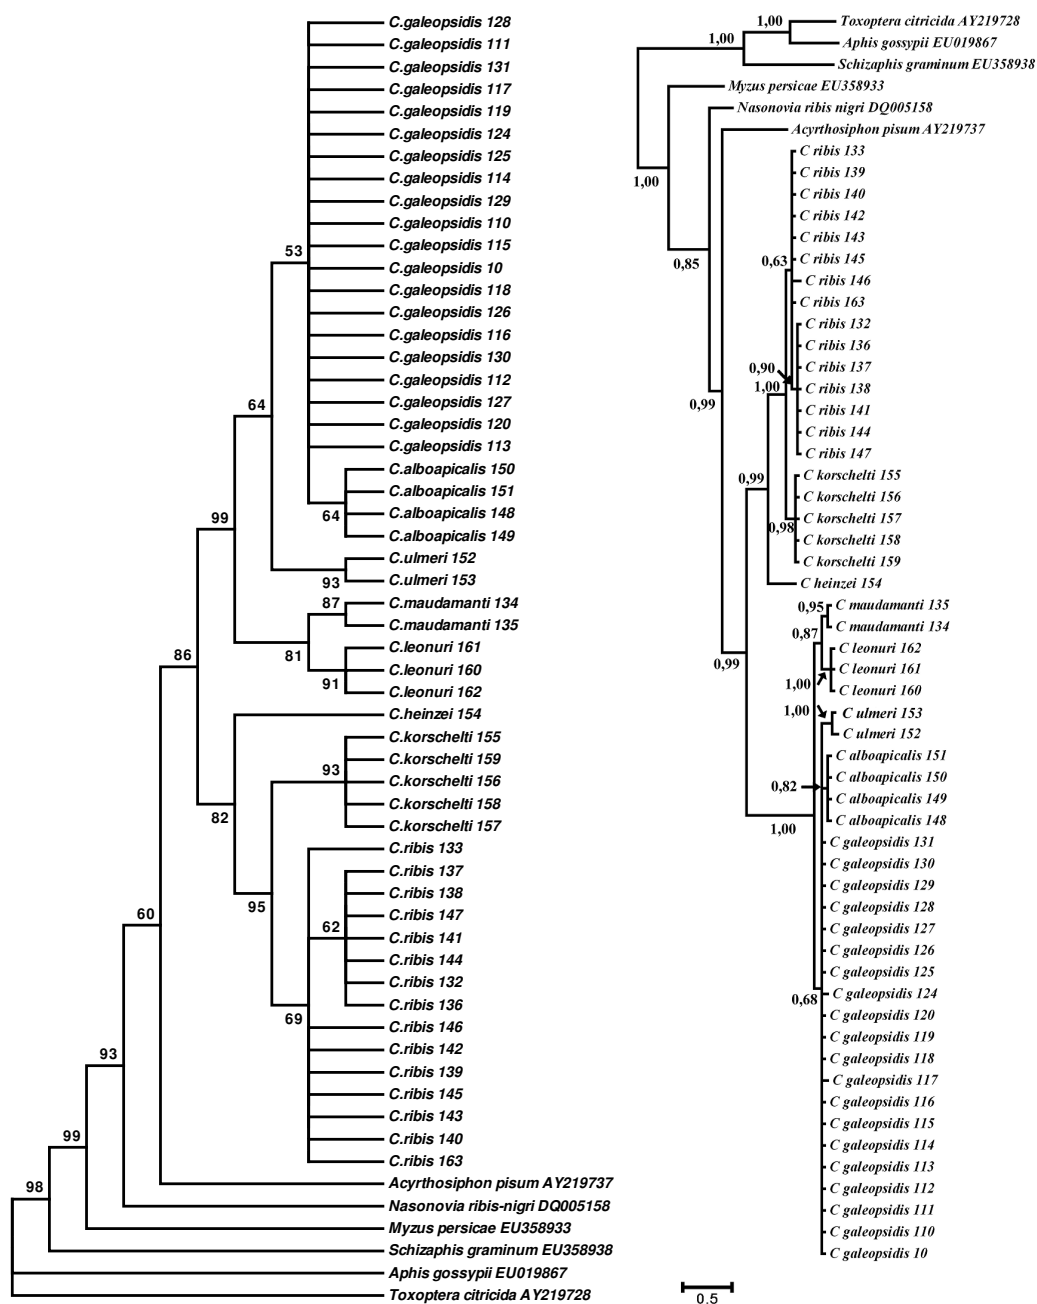 C.galeopsidis 128
C.galeopsidis 111
C.galeopsidis 131
C.galeopsidis 117
C.galeopsidis 119
C.galeopsidis 124
C.galeopsidis 125
C.galeopsidis 114
C.galeopsidis 129
C.galeopsidis 110
C.galeopsidis 115
53
C.galeopsidis 10
C.galeopsidis 118
C.galeopsidis 126
C.galeopsidis 116
C.galeopsidis 130
C.galeopsidis 112
C.galeopsidis 127
64
C.galeopsidis 120
C.galeopsidis 113
C.alboapicalis 150
C.alboapicalis 151
C.alboapicalis 148
64
99
C.alboapicalis 149
C.ulmeri 152
C.ulmeri 153
93
C.maudamanti 134
87
C.maudamanti 135
C.leonuri 161
81
86
C.leonuri 160
91
C.leonuri 162
C.heinzei 154
C.korschelti 155
C.korschelti 159
93
C.korschelti 156
C.korschelti 158
82
C.korschelti 157
C.ribis 133
C.ribis 137
C.ribis 138
95
60
C.ribis 147
62
C.ribis 141
C.ribis 144
C.ribis 132
C.ribis 136
69
C.ribis 146
C.ribis 142
93
C.ribis 139
C.ribis 145
C.ribis 143
99
C.ribis 140
C.ribis 163
Acyrthosiphon pisum AY219737
98
Nasonovia ribis-nigri DQ005158
Myzus persicae EU358933
Schizaphis graminum EU358938
Aphis gossypii EU019867
Toxoptera citricida AY219728
1,00
Toxoptera citricida AY219728
1,00
Aphis gossypii EU019867
Schizaphis graminum EU358938
Myzus persicae EU358933
Nasonovia ribis nigri DQ005158
Acyrthosiphon pisum AY219737
C ribis 133
C ribis 139
1,00
C ribis 140
C ribis 142
C ribis 143
0,85
0,63
C ribis 145
C ribis 146
C ribis 163
C ribis 132
C ribis 136
0,90
C ribis 137
1,00
C ribis 138
0,99
C ribis 141
C ribis 144
C ribis 147
0,99
C korschelti 155
C korschelti 156
C korschelti 157
0,98
C korschelti 158
C korschelti 159
C heinzei 154
0,95
C maudamanti 135
C maudamanti 134
0,87
C leonuri 162
0,99
C leonuri 161
1,00
C leonuri 160
1,00
C ulmeri 153
C ulmeri 152
C alboapicalis 151
C alboapicalis 150
0,82
C alboapicalis 149
C alboapicalis 148
1,00
C galeopsidis 131
C galeopsidis 130
C galeopsidis 129
C galeopsidis 128
C galeopsidis 127
C galeopsidis 126
C galeopsidis 125
C galeopsidis 124
0,68
C galeopsidis 120
C galeopsidis 119
C galeopsidis 118
C galeopsidis 117
C galeopsidis 116
C galeopsidis 115
C galeopsidis 114
C galeopsidis 113
C galeopsidis 112
C galeopsidis 111
C galeopsidis 110
C galeopsidis 10
0.5